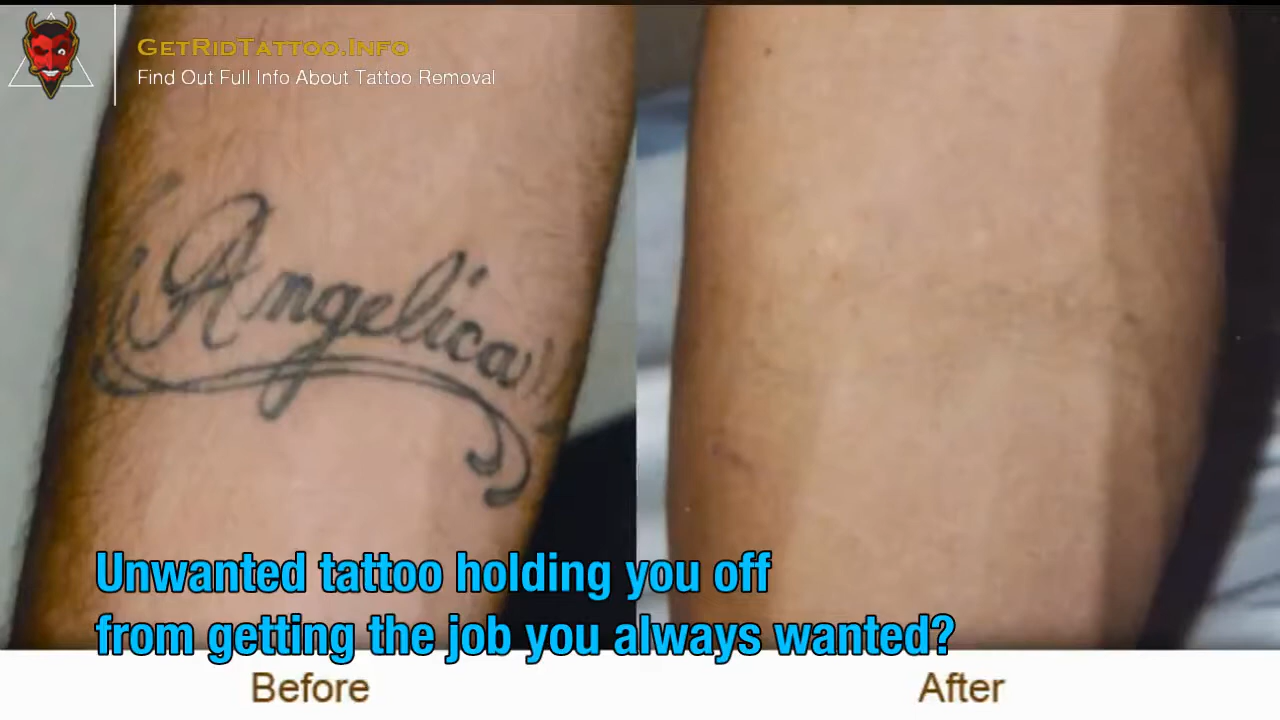 GetRidTattoo.Info
Find Out Full Info About Tattoo Removal
Angelica
Unwanted tattoo holding you off
from getting the job you always wanted?
Before
After